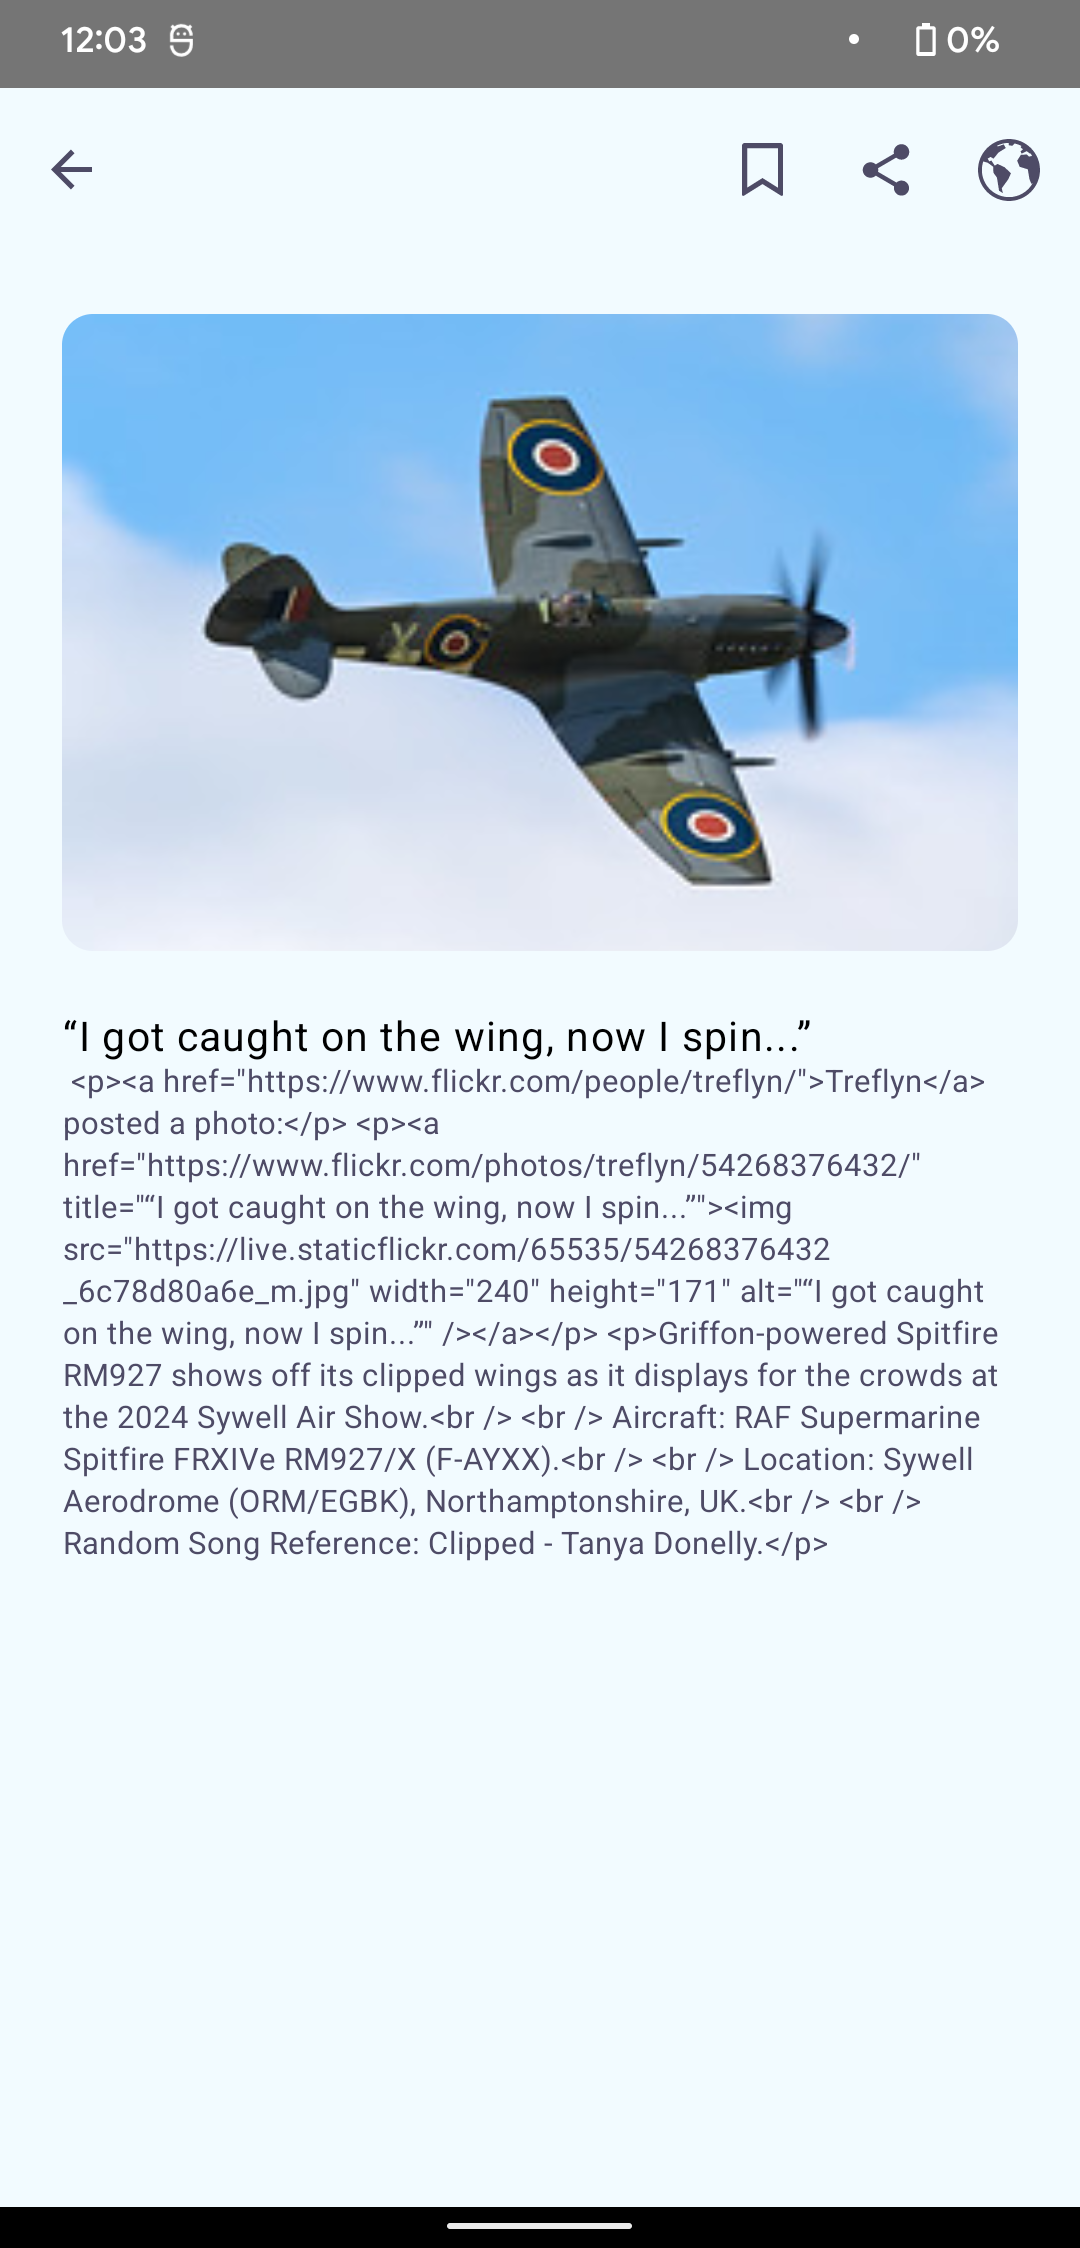 12:03
0%
X
“I got caught on the wing, now I spin...”
<p><a href="https://www.flickr.com/people/treflyn/">Treflyn</a>
posted a photo:</p> <p><a
href="https://www.flickr.com/photos/treflyn/54268376432/"
title="“I got caught on the wing, now I spin...”"><img
src="https://live.staticflickr.com/65535/54268376432
_6c78d80a6e_m.jpg" width="240" height="171" alt="“I got caught
on the wing, now I spin...”" /></a></p> <p>Griffon-powered Spitfire
RM927 shows off its clipped wings as it displays for the crowds at
the 2024 Sywell Air Show.<br /> <br /> Aircraft: RAF Supermarine
Spitfire FRXIVe RM927/X (F-AYXX).<br /> <br /> Location: Sywell
Aerodrome (ORM/EGBK), Northamptonshire, UK.<br /> <br />
Random Song Reference: Clipped - Tanya Donelly.</p>